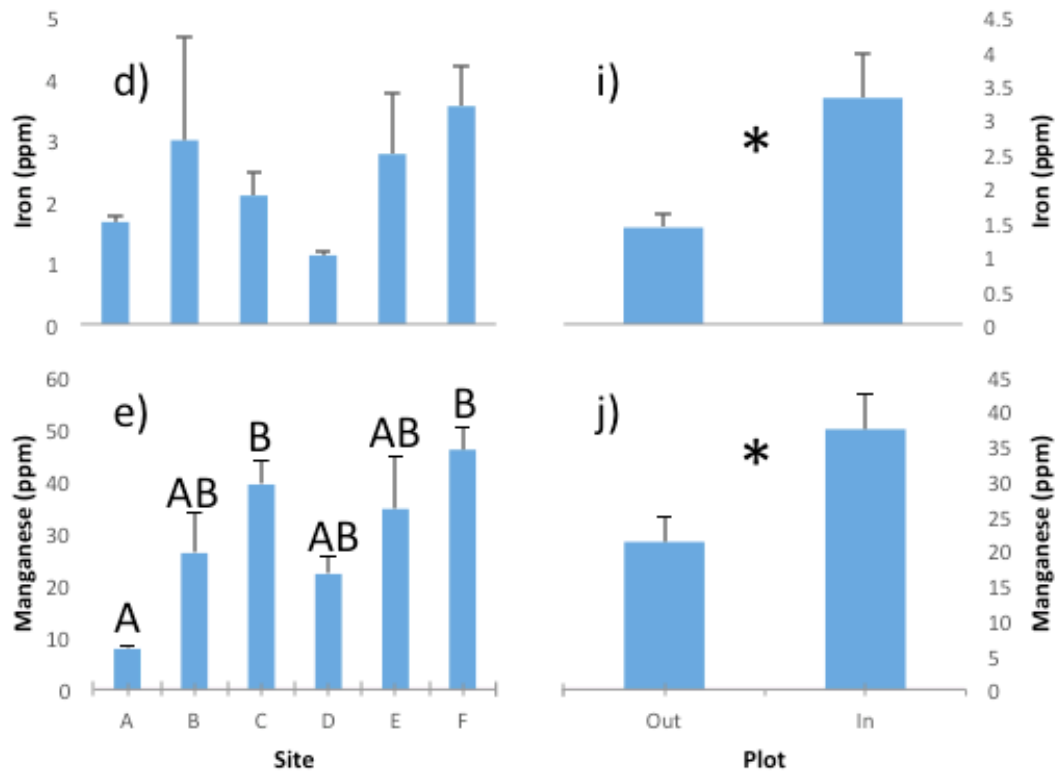 5
4
3
2
1
0
Iron (ppm)
d)
i)
*
4.5
4
3.5
3
2.5
2
1.5
1
0.5
0
Iron (ppm)
60
50
40
30
20
10
0
Manganese (ppm)
e)
A
AB
B
AB
AB
B
A B C D E F
Site
j)
*
Out In
Plot
45
40
35
30
25
20
15
10
5
0
Manganese (ppm)